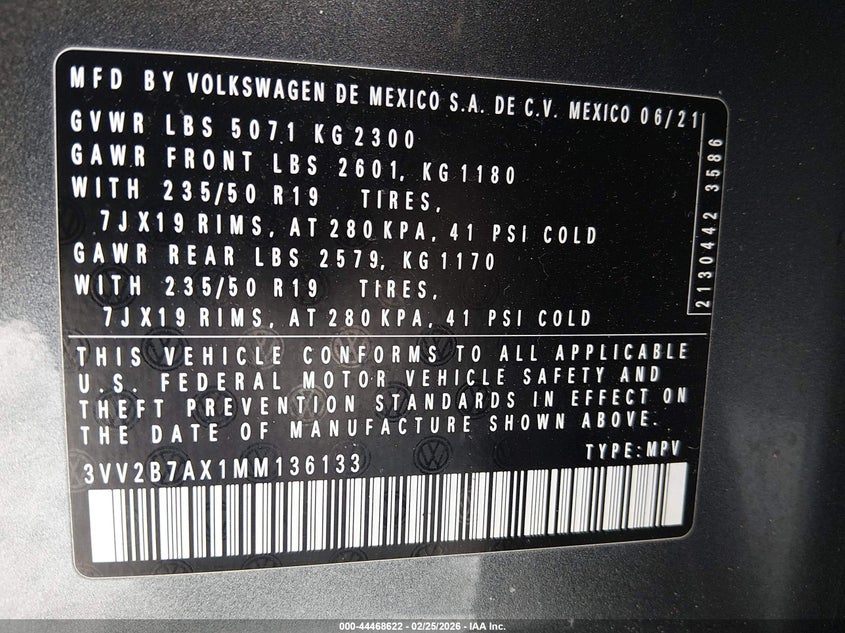 MFD BY VOLKSWAGEN DE MEXICO S.A. DE C.V. MEXICO 06/21
GVWR LBS 5071 KG 2300
GAWR FRONT LBS 2601, KG 1180
WITH 235/50 R19 TIRES,
7JX19 RIMS, AT 280 KPA, 41 PSI COLD
GAWR REAR LBS 2579, KG 1170
WITH 235/50 R19 TIRES,
7JX19 RIMS, AT 280 KPA, 41 PSI COLD
2130442 3586
THIS VEHICLE CONFORMS TO ALL APPLICABLE
U.S. FEDERAL MOTOR VEHICLE SAFETY AND
THEFT PREVENTION STANDARDS IN EFFECT ON
THE DATE OF MANUFACTURE SHOWN ABOVE.
TYPE: MPV
3VV2B7AX1MM136133
000-44468622 - 02/25/2026 - IAA Inc.